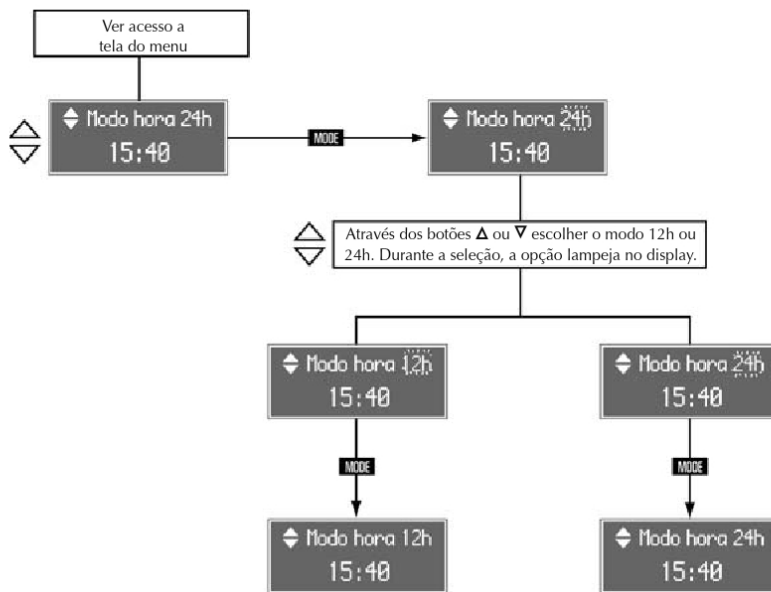 Ver acesso a
tela do menu
Modo hora 24h
15:40
MODE
Modo hora 24h
15:40
Através dos botões Δ ou ∇ escolher o modo 12h ou
24h. Durante a seleção, a opção lampeja no display.
Modo hora 12h
15:40
Modo hora 24h
15:40
MODE
MODE
Modo hora 12h
15:40
Modo hora 24h
15:40